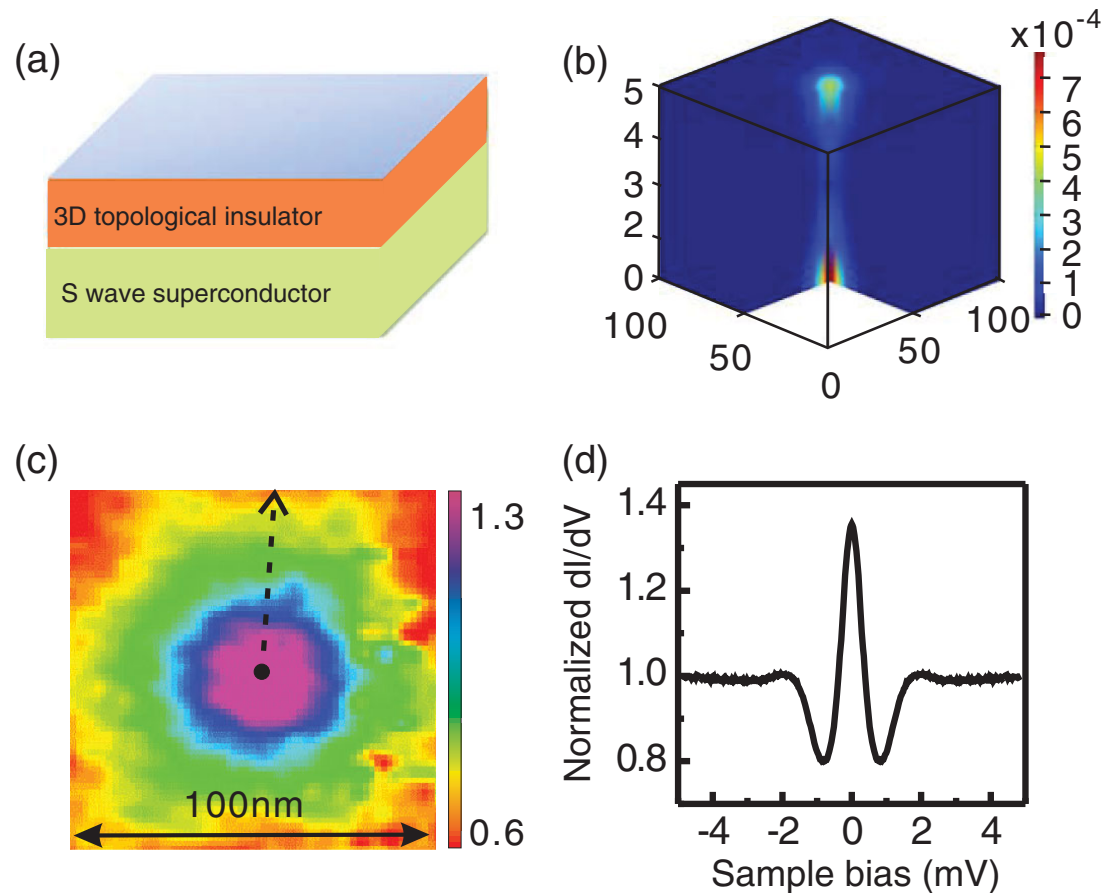 (a)
3D topological insulator
S wave superconductor
(b)
x10⁻⁴
5
4
3
2
1
0
100
50
0
50
100
7
6
5
4
3
2
1
0
(c)
1.3
0.6
100nm
(d)
Normalized dI/dV
1.4
1.2
1.0
0.8
-4 -2 0 2 4
Sample bias (mV)